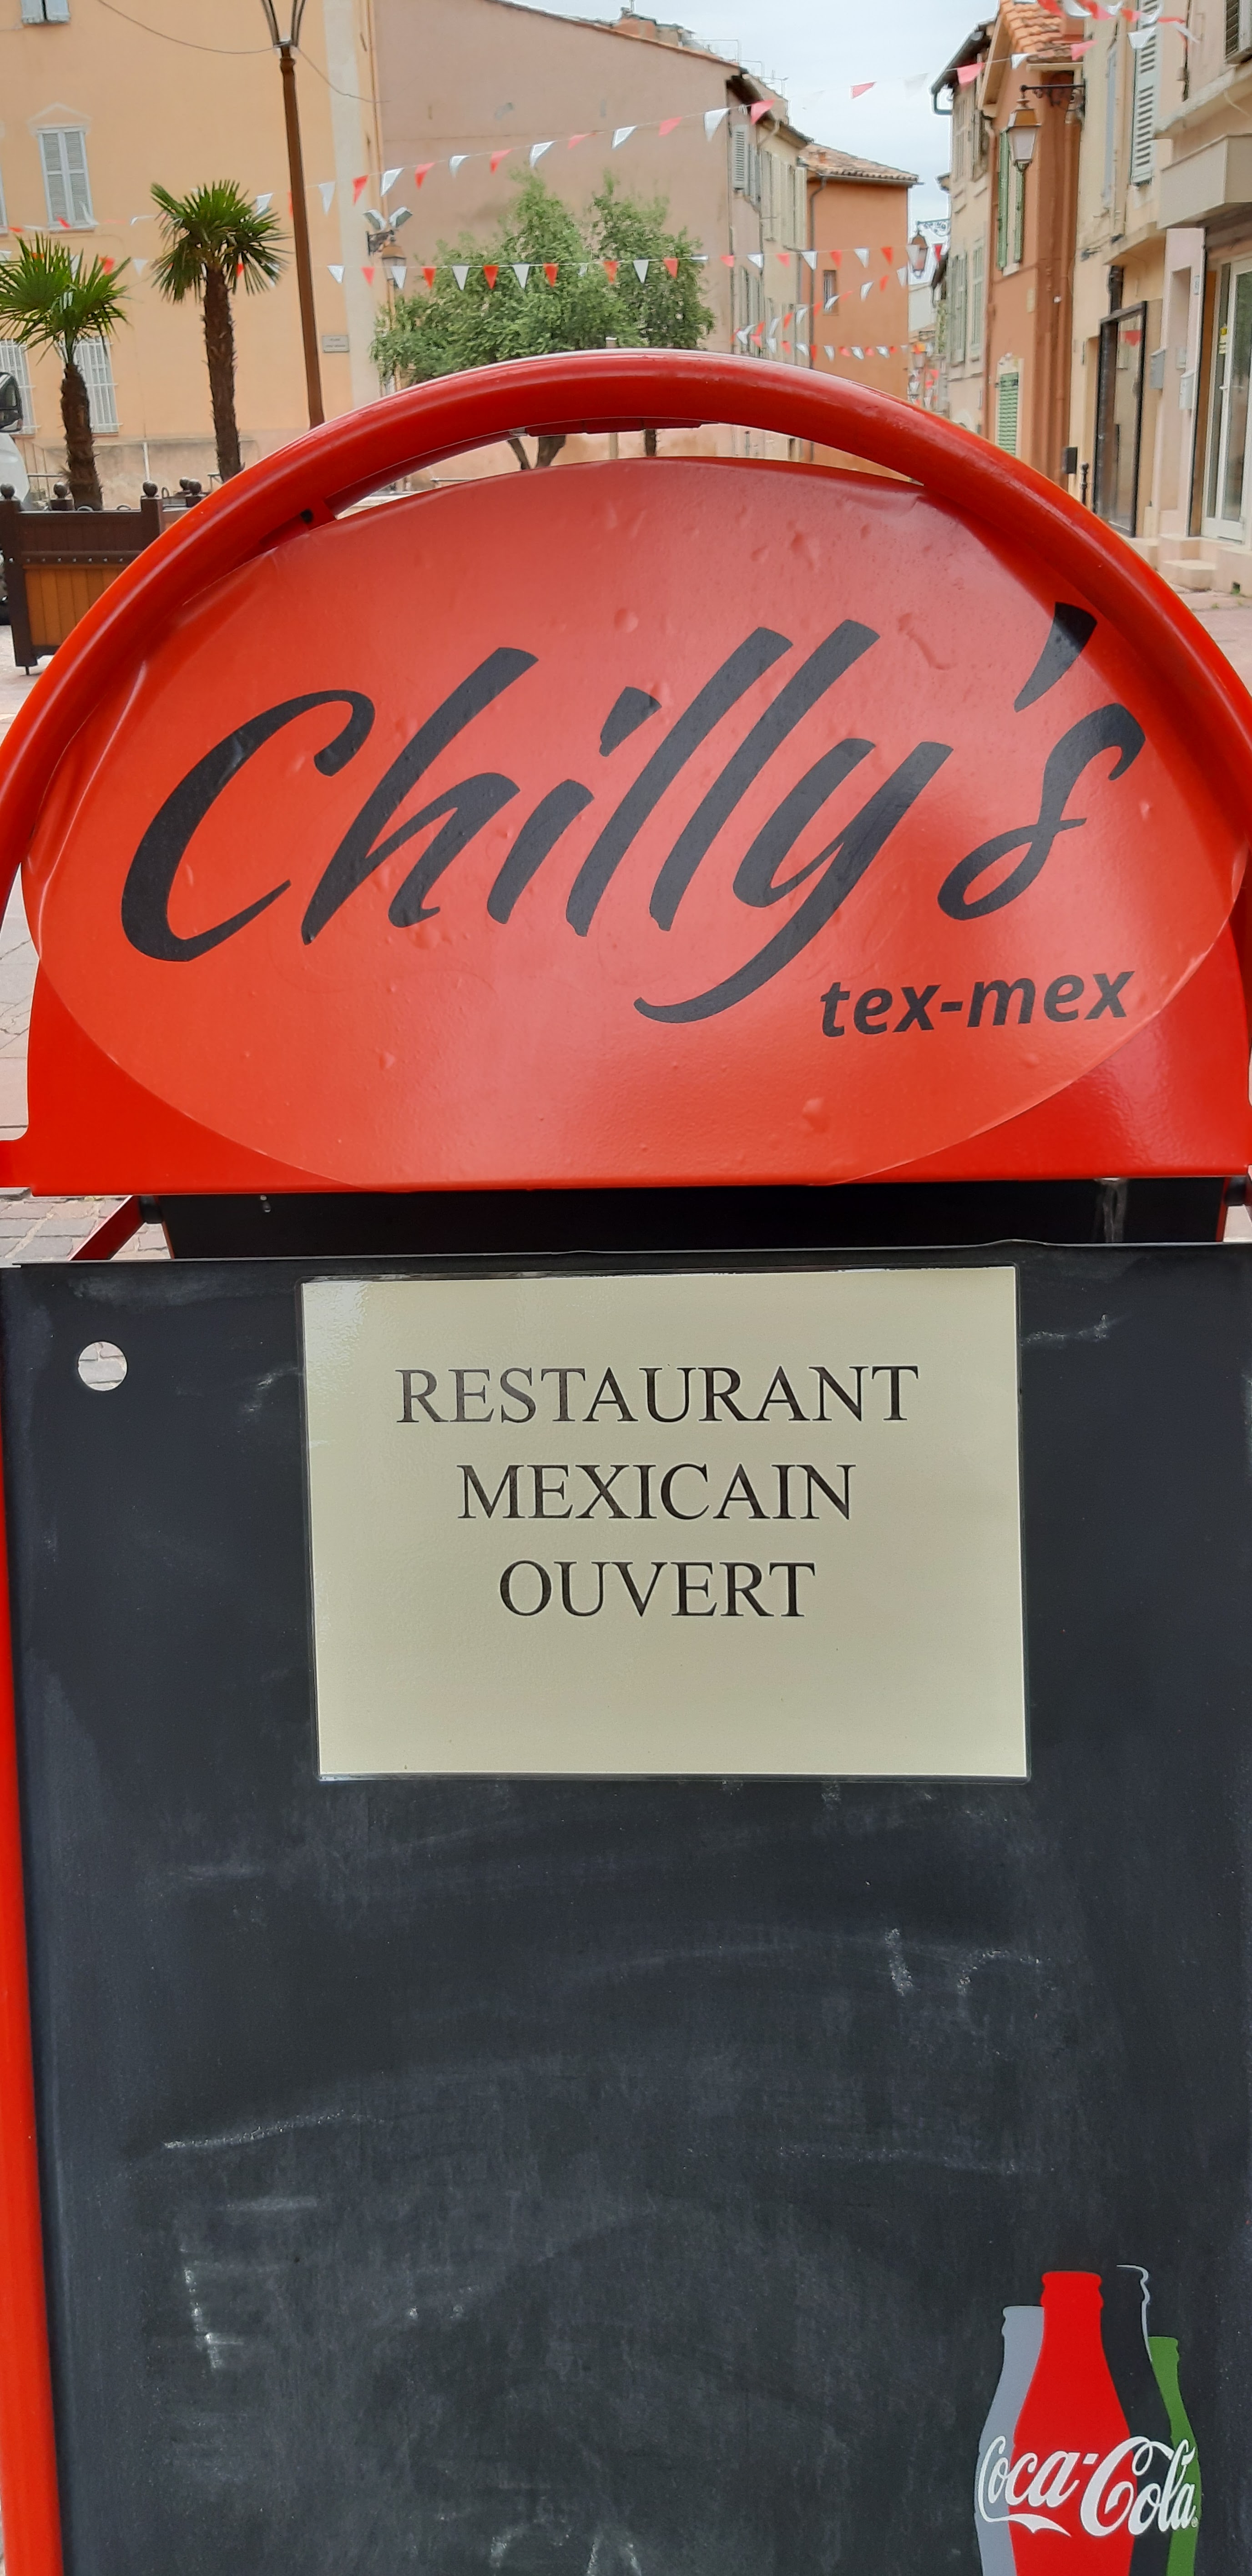 Chilly's
tex-mex
RESTAURANT
MEXICAIN
OUVERT
Coca-Cola